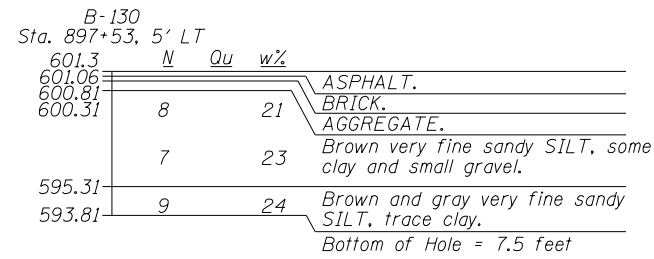 B-130
Sta. 897+53, 5' LT
601.3 N Qu w%
601.06 ASPHALT.
600.81 BRICK.
600.31 8 21
AGGREGATE.
Brown very fine sandy SILT, some
7 23 clay and small gravel.
595.31
9 24 Brown and gray very fine sandy
593.81 SILT, trace clay.
Bottom of Hole = 7.5 feet